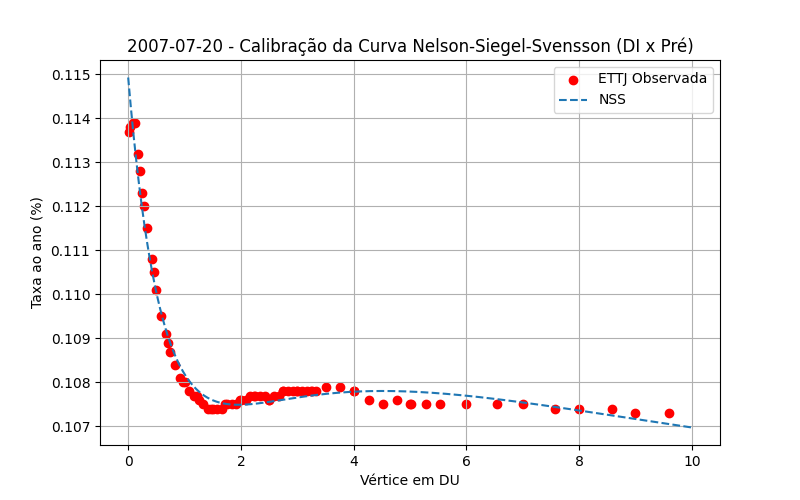 2007-07-20 - Calibração da Curva Nelson-Siegel-Svensson (DI x Pré)
ETTJ Observada
NSS
Taxa ao ano (%)
0.115
0.114
0.113
0.112
0.111
0.110
0.109
0.108
0.107
0 2 4 6 8 10
Vértice em DU